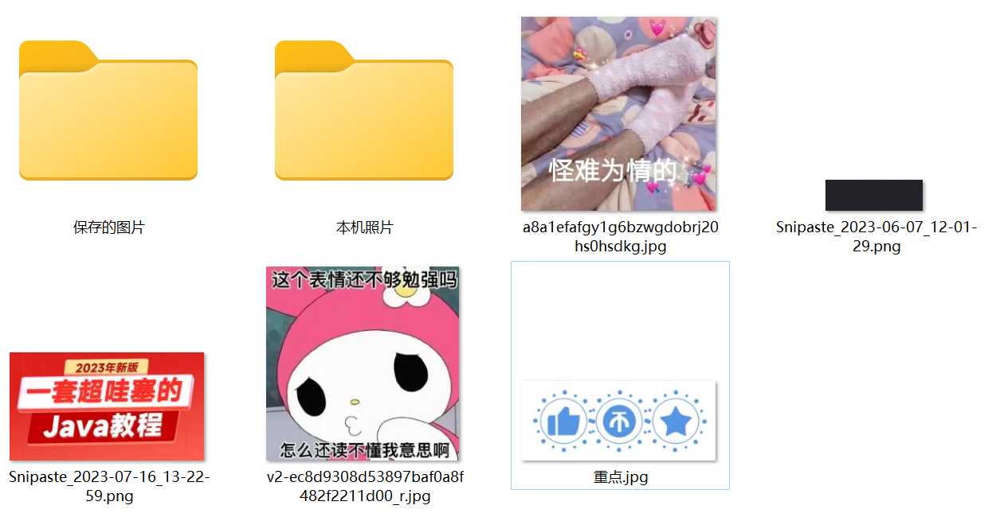 怪难为情的
保存的图片
本机照片
a8a1efafgy1g6bzwgdobrj20
hs0hsdkg.jpg
Snipaste_2023-06-07_12-01-
29.png
2023年新版
一套超哇塞的
Java教程
这个表情还不够勉强吗
怎么还读不懂我意思啊
Snipaste_2023-07-16_13-22-
59.png
v2-ec8d9308d53897baf0a8f
482f2211d00_r.jpg
重点.jpg